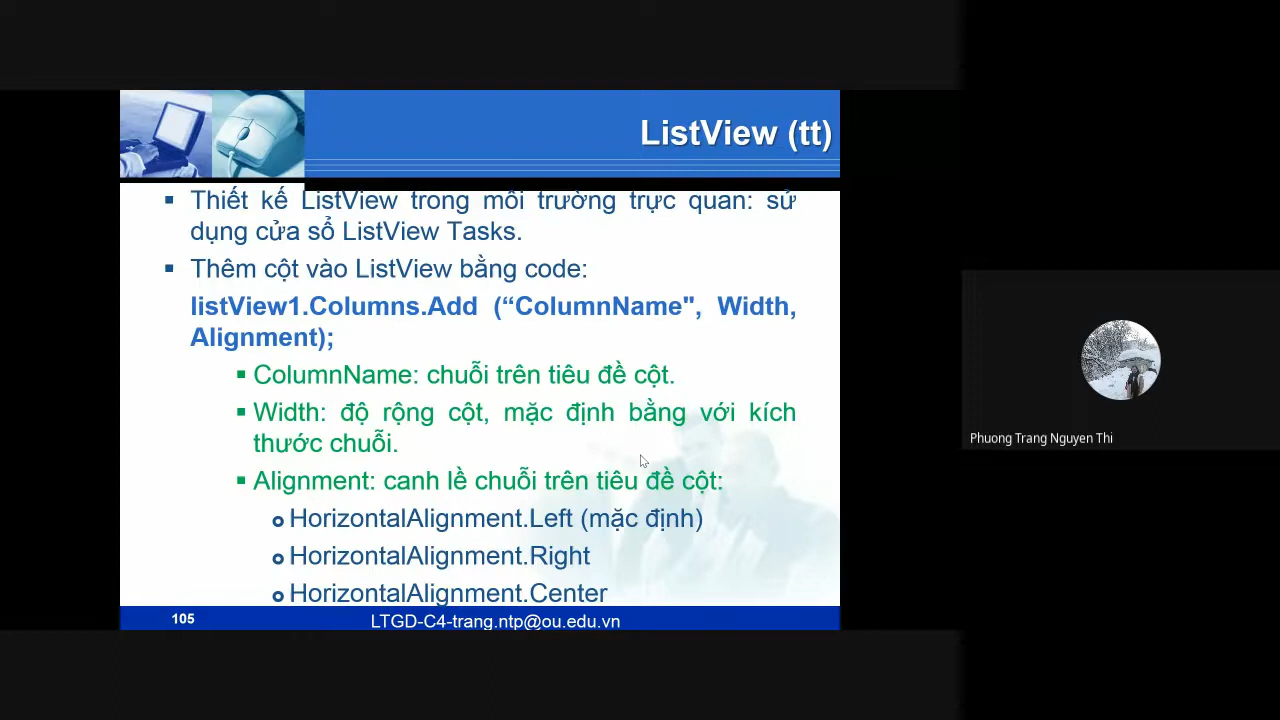 ListView (tt)
Thiết kế ListView trong môi trường trực quan: sử
dụng cửa sổ ListView Tasks.
Thêm cột vào ListView bằng code:
listView1.Columns.Add (“ColumnName", Width,
Alignment);
ColumnName: chuỗi trên tiêu đề cột.
Width: độ rộng cột, mặc định bằng với kích
thước chuỗi.
Alignment: canh lề chuỗi trên tiêu đề cột:
HorizontalAlignment.Left (mặc định)
HorizontalAlignment.Right
HorizontalAlignment.Center
105
LTGD-C4-trang.ntp@ou.edu.vn
Phuong Trang Nguyen Thi